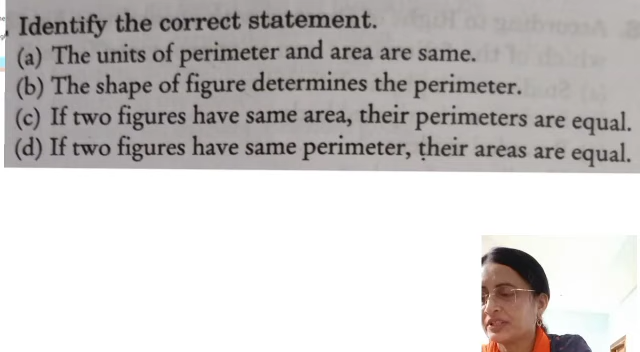 Identify the correct statement.
(a) The units of perimeter and area are same.
(b) The shape of figure determines the perimeter.
(c) If two figures have same area, their perimeters are equal.
(d) If two figures have same perimeter, their areas are equal.